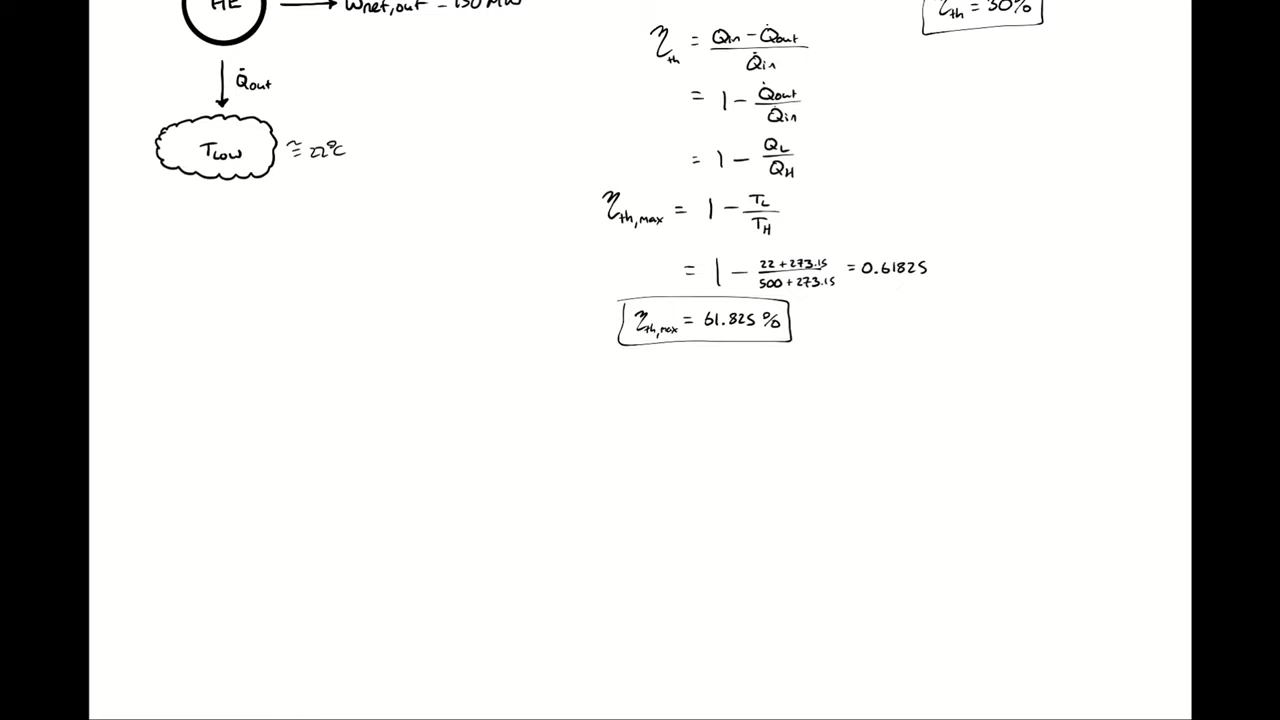 HE
Ẇnet,out = 150 MW
Q̇out
TLOW ≅ 22°C
ηth = 30%
ηth = Q̇in − Q̇out / Q̇in
= 1 − Q̇out / Q̇in
= 1 − QL / QH
ηth,max = 1 − TL / TH
= 1 − 22 + 273.15 / 500 + 273.15 = 0.61825
ηth,max = 61.825 %